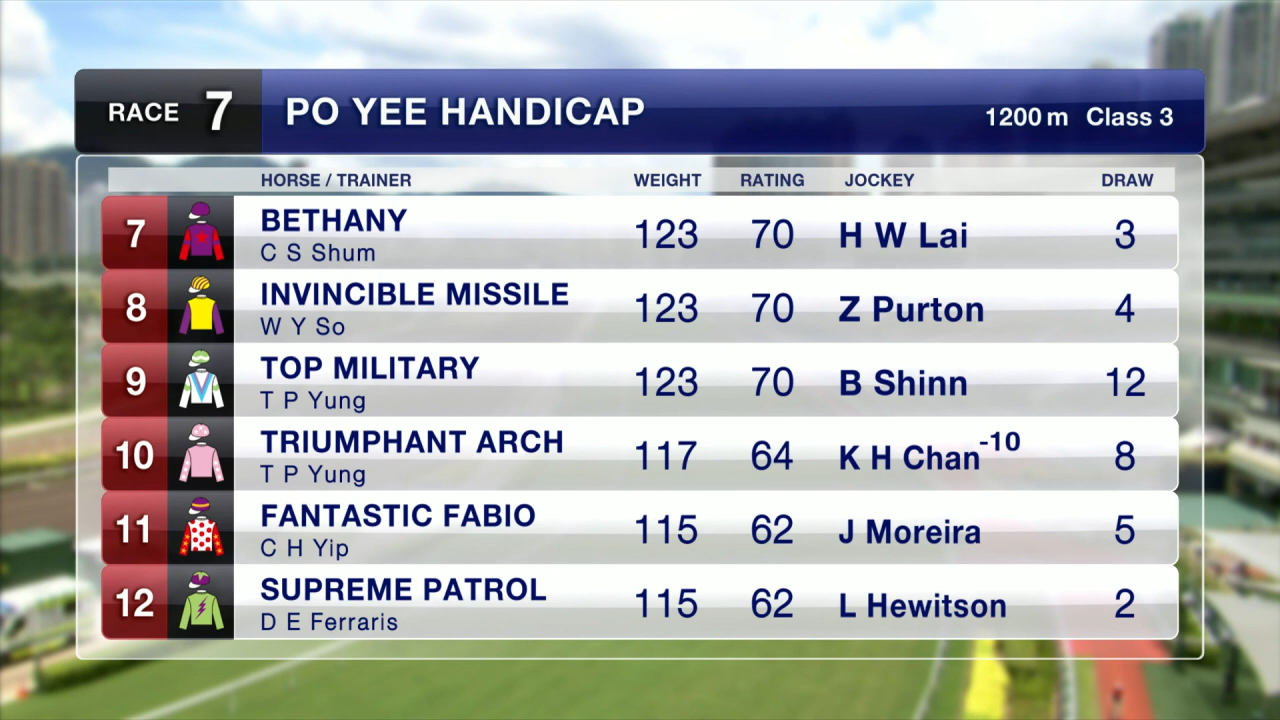 RACE 7 PO YEE HANDICAP 1200 m Class 3
HORSE / TRAINER WEIGHT RATING JOCKEY DRAW
7 BETHANY 123 70 H W Lai 3
C S Shum
8 INVINCIBLE MISSILE 123 70 Z Purton 4
W Y So
9 TOP MILITARY 123 70 B Shinn 12
T P Yung
10 TRIUMPHANT ARCH 117 64 K H Chan -10 8
T P Yung
11 FANTASTIC FABIO 115 62 J Moreira 5
C H Yip
12 SUPREME PATROL 115 62 L Hewitson 2
D E Ferraris